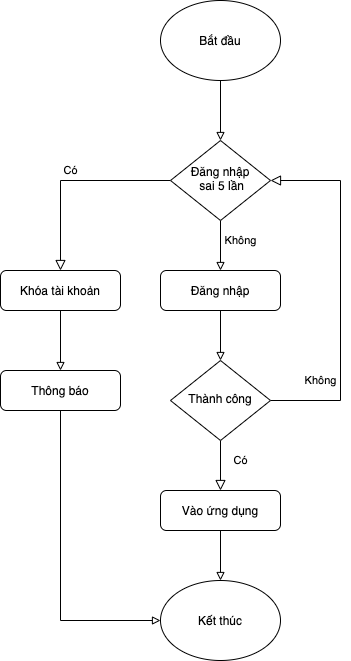 Bắt đầu
Đăng nhập
sai 5 lần
Có
Không
Khóa tài khoản
Đăng nhập
Thông báo
Thành công
Không
Có
Vào ứng dụng
Kết thúc